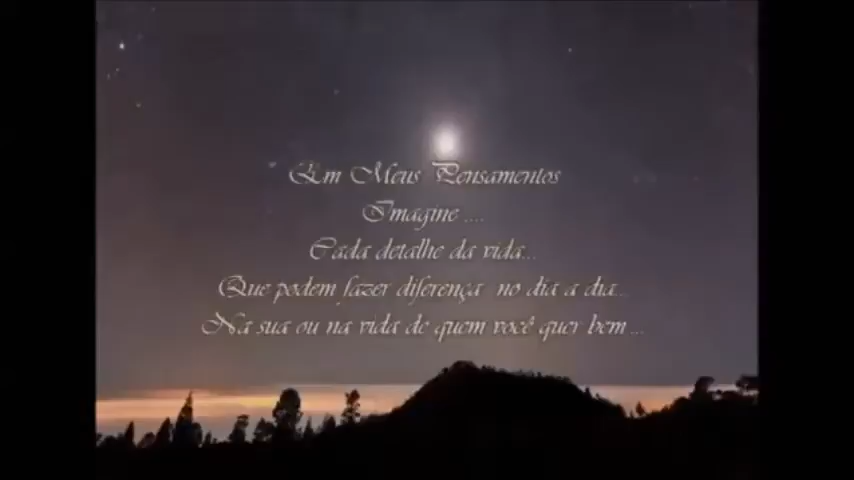 Em Meus Pensamentos
Imagine ....
Cada detalhe da vida...
Que podem fazer diferença no dia a dia...
Na sua ou na vida de quem você quer bem ...